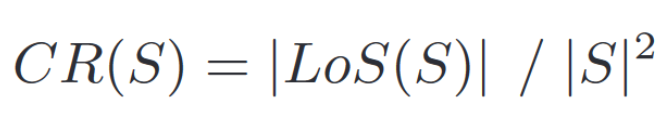 CR(S) = |LoS(S)| / |S|²